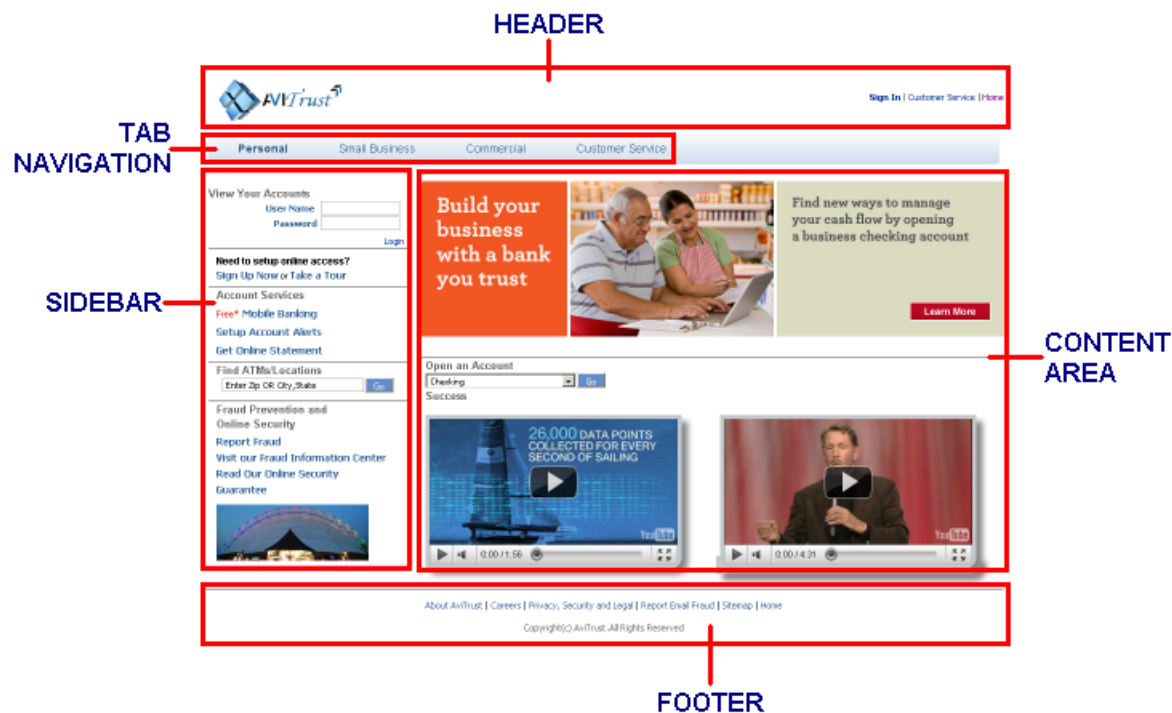 HEADER
AviTrust
Sign In | Customer Service | Home
TAB
NAVIGATION
Personal Small Business Commercial Customer Service
SIDEBAR
View Your Accounts
User Name
Password
Login
Need to setup online access?
Sign Up Now or Take a Tour
Account Services
Free* Mobile Banking
Setup Account Alerts
Get Online Statement
Find ATMs/Locations
Enter Zip OR City,State Go
Fraud Prevention and
Online Security
Report Fraud
Visit our Fraud Information Center
Read Our Online Security
Guarantee
Build your
business
with a bank
you trust
Find new ways to manage
your cash flow by opening
a business checking account
Learn More
CONTENT
AREA
Open an Account
Checking Go
Success
26,000 DATA POINTS
COLLECTED FOR EVERY
SECOND OF SAILING
YouTube
0:00 / 1:56
YouTube
0:00 / 4:31
About AviTrust | Careers | Privacy, Security and Legal | Report Email Fraud | Sitemap | Home
Copyright(c) AviTrust .All Rights Reserved
FOOTER